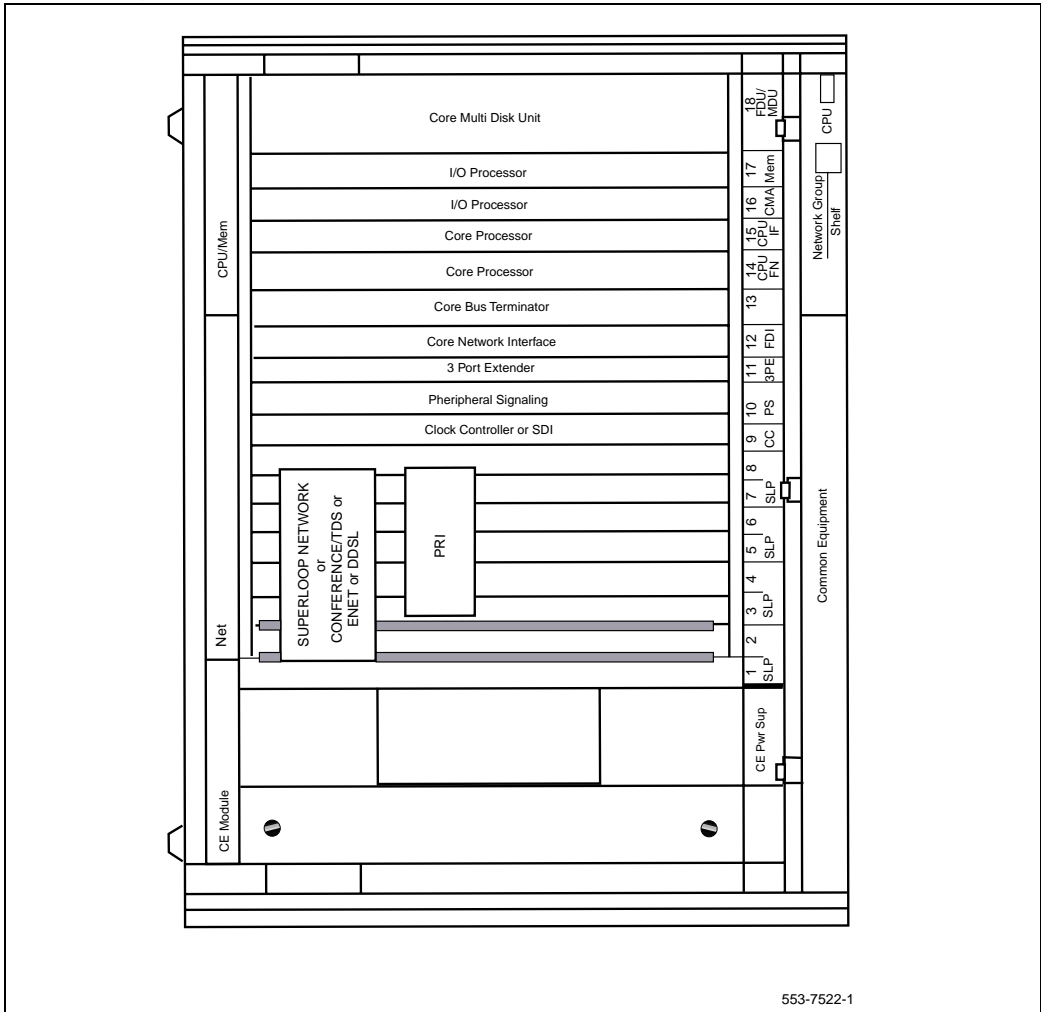 Core Multi Disk Unit
I/O Processor
I/O Processor
Core Processor
Core Processor
Core Bus Terminator
Core Network Interface
3 Port Extender
Pheripheral Signaling
Clock Controller or SDI
CPU/Mem
Net
CE Module
SUPERLOOP NETWORK
or
CONFERENCE/TDS or
ENET or DDSL
PRI
18
FDU/
MDU
17
Mem
16
CMA
15
CPU
IF
14
CPU
FN
13
12
FDI
11
3PE
10
PS
9
CC
8
7
SLP
6
5
SLP
4
3
SLP
2
1
SLP
CE Pwr Sup
CPU
Network Group
Shelf
Common Equipment
553-7522-1